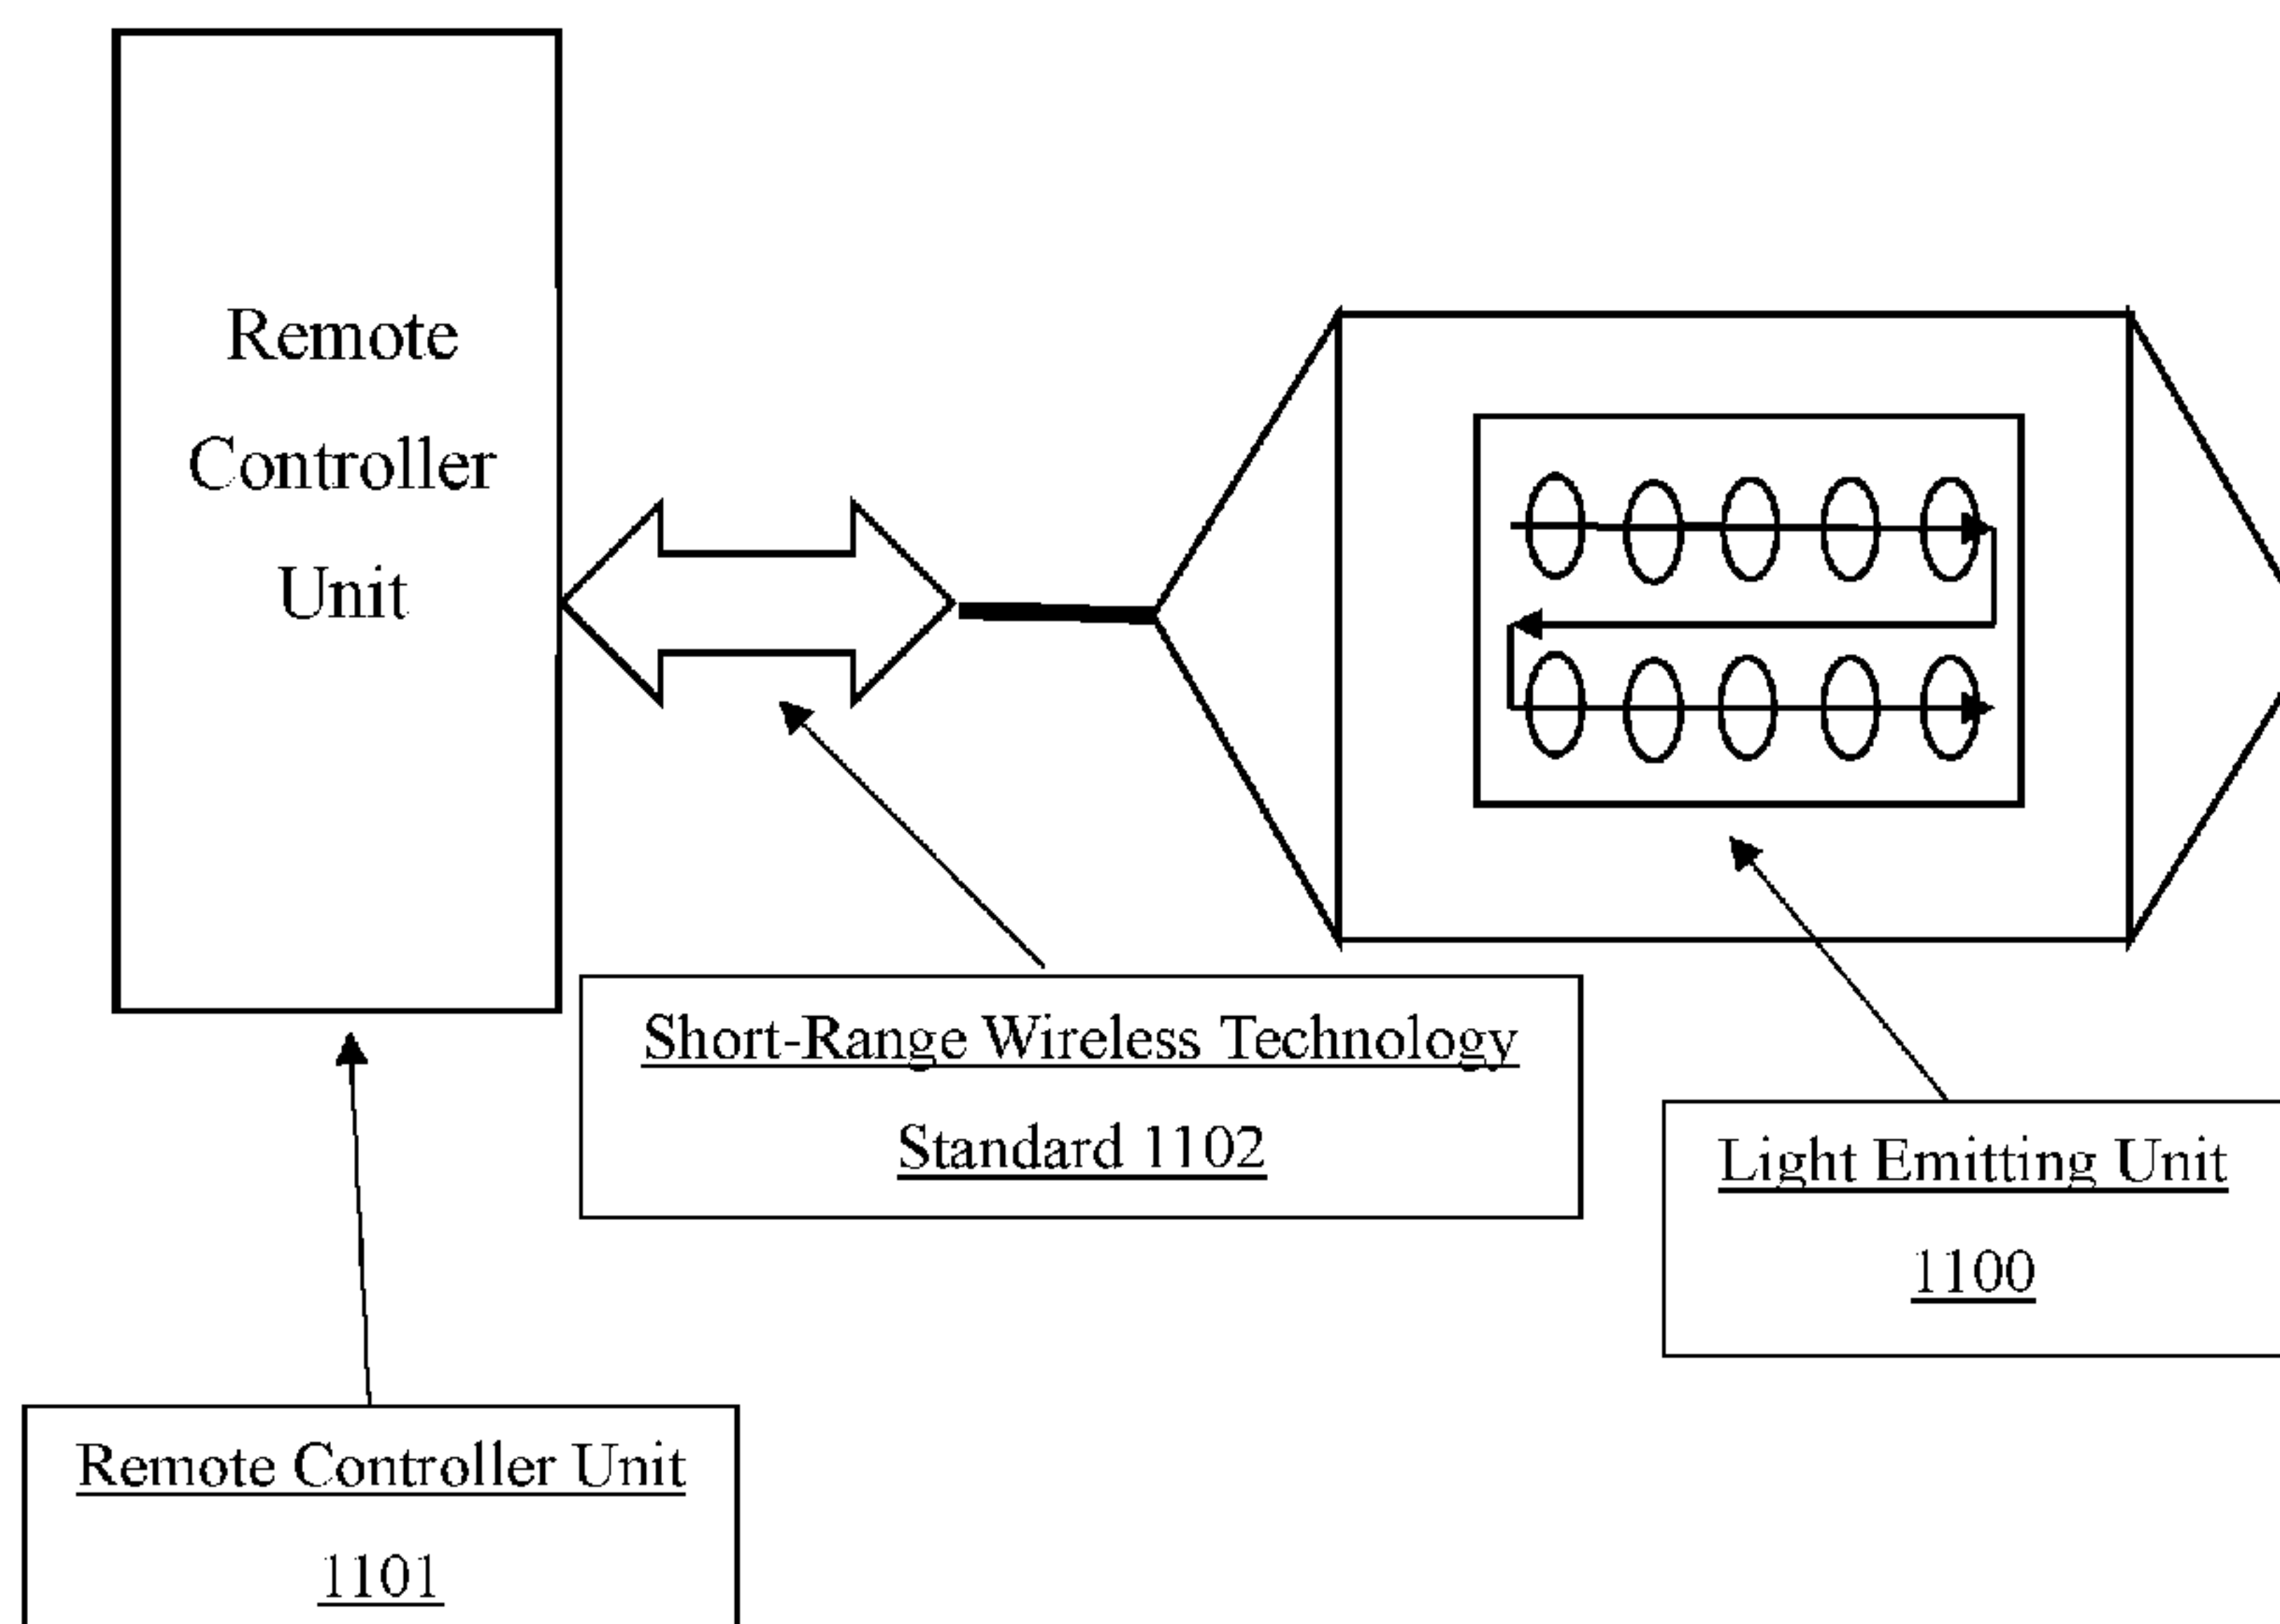 Remote
Controller
Unit
Short-Range Wireless Technology
Standard 1102
Light Emitting Unit
1100
Remote Controller Unit
1101